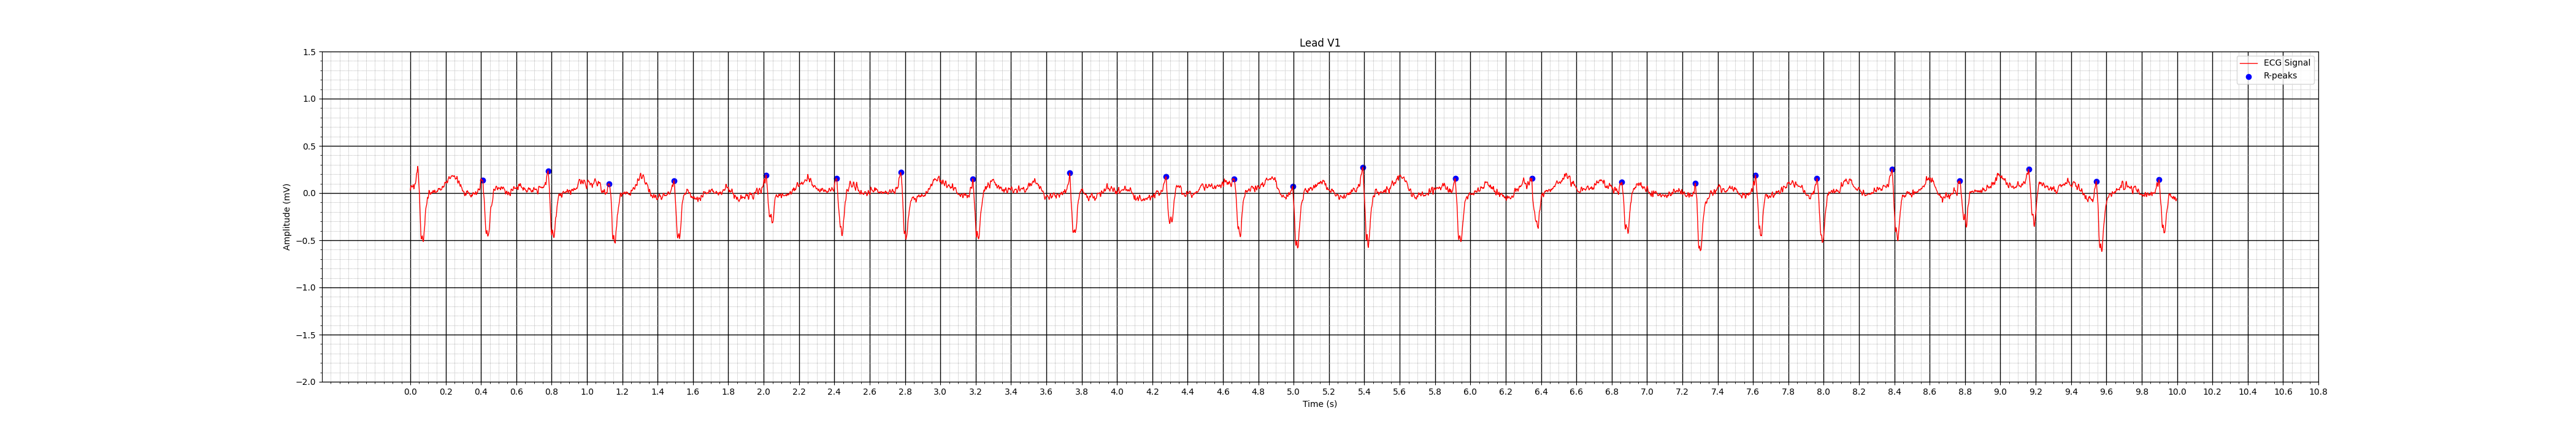 Lead V1
ECG Signal
R-peaks
1.5
1.0
0.5
0.0
−0.5
−1.0
−1.5
−2.0
Amplitude (mV)
0.0 0.2 0.4 0.6 0.8 1.0 1.2 1.4 1.6 1.8 2.0 2.2 2.4 2.6 2.8 3.0 3.2 3.4 3.6 3.8 4.0 4.2 4.4 4.6 4.8 5.0 5.2 5.4 5.6 5.8 6.0 6.2 6.4 6.6 6.8 7.0 7.2 7.4 7.6 7.8 8.0 8.2 8.4 8.6 8.8 9.0 9.2 9.4 9.6 9.8 10.0 10.2 10.4 10.6 10.8
Time (s)